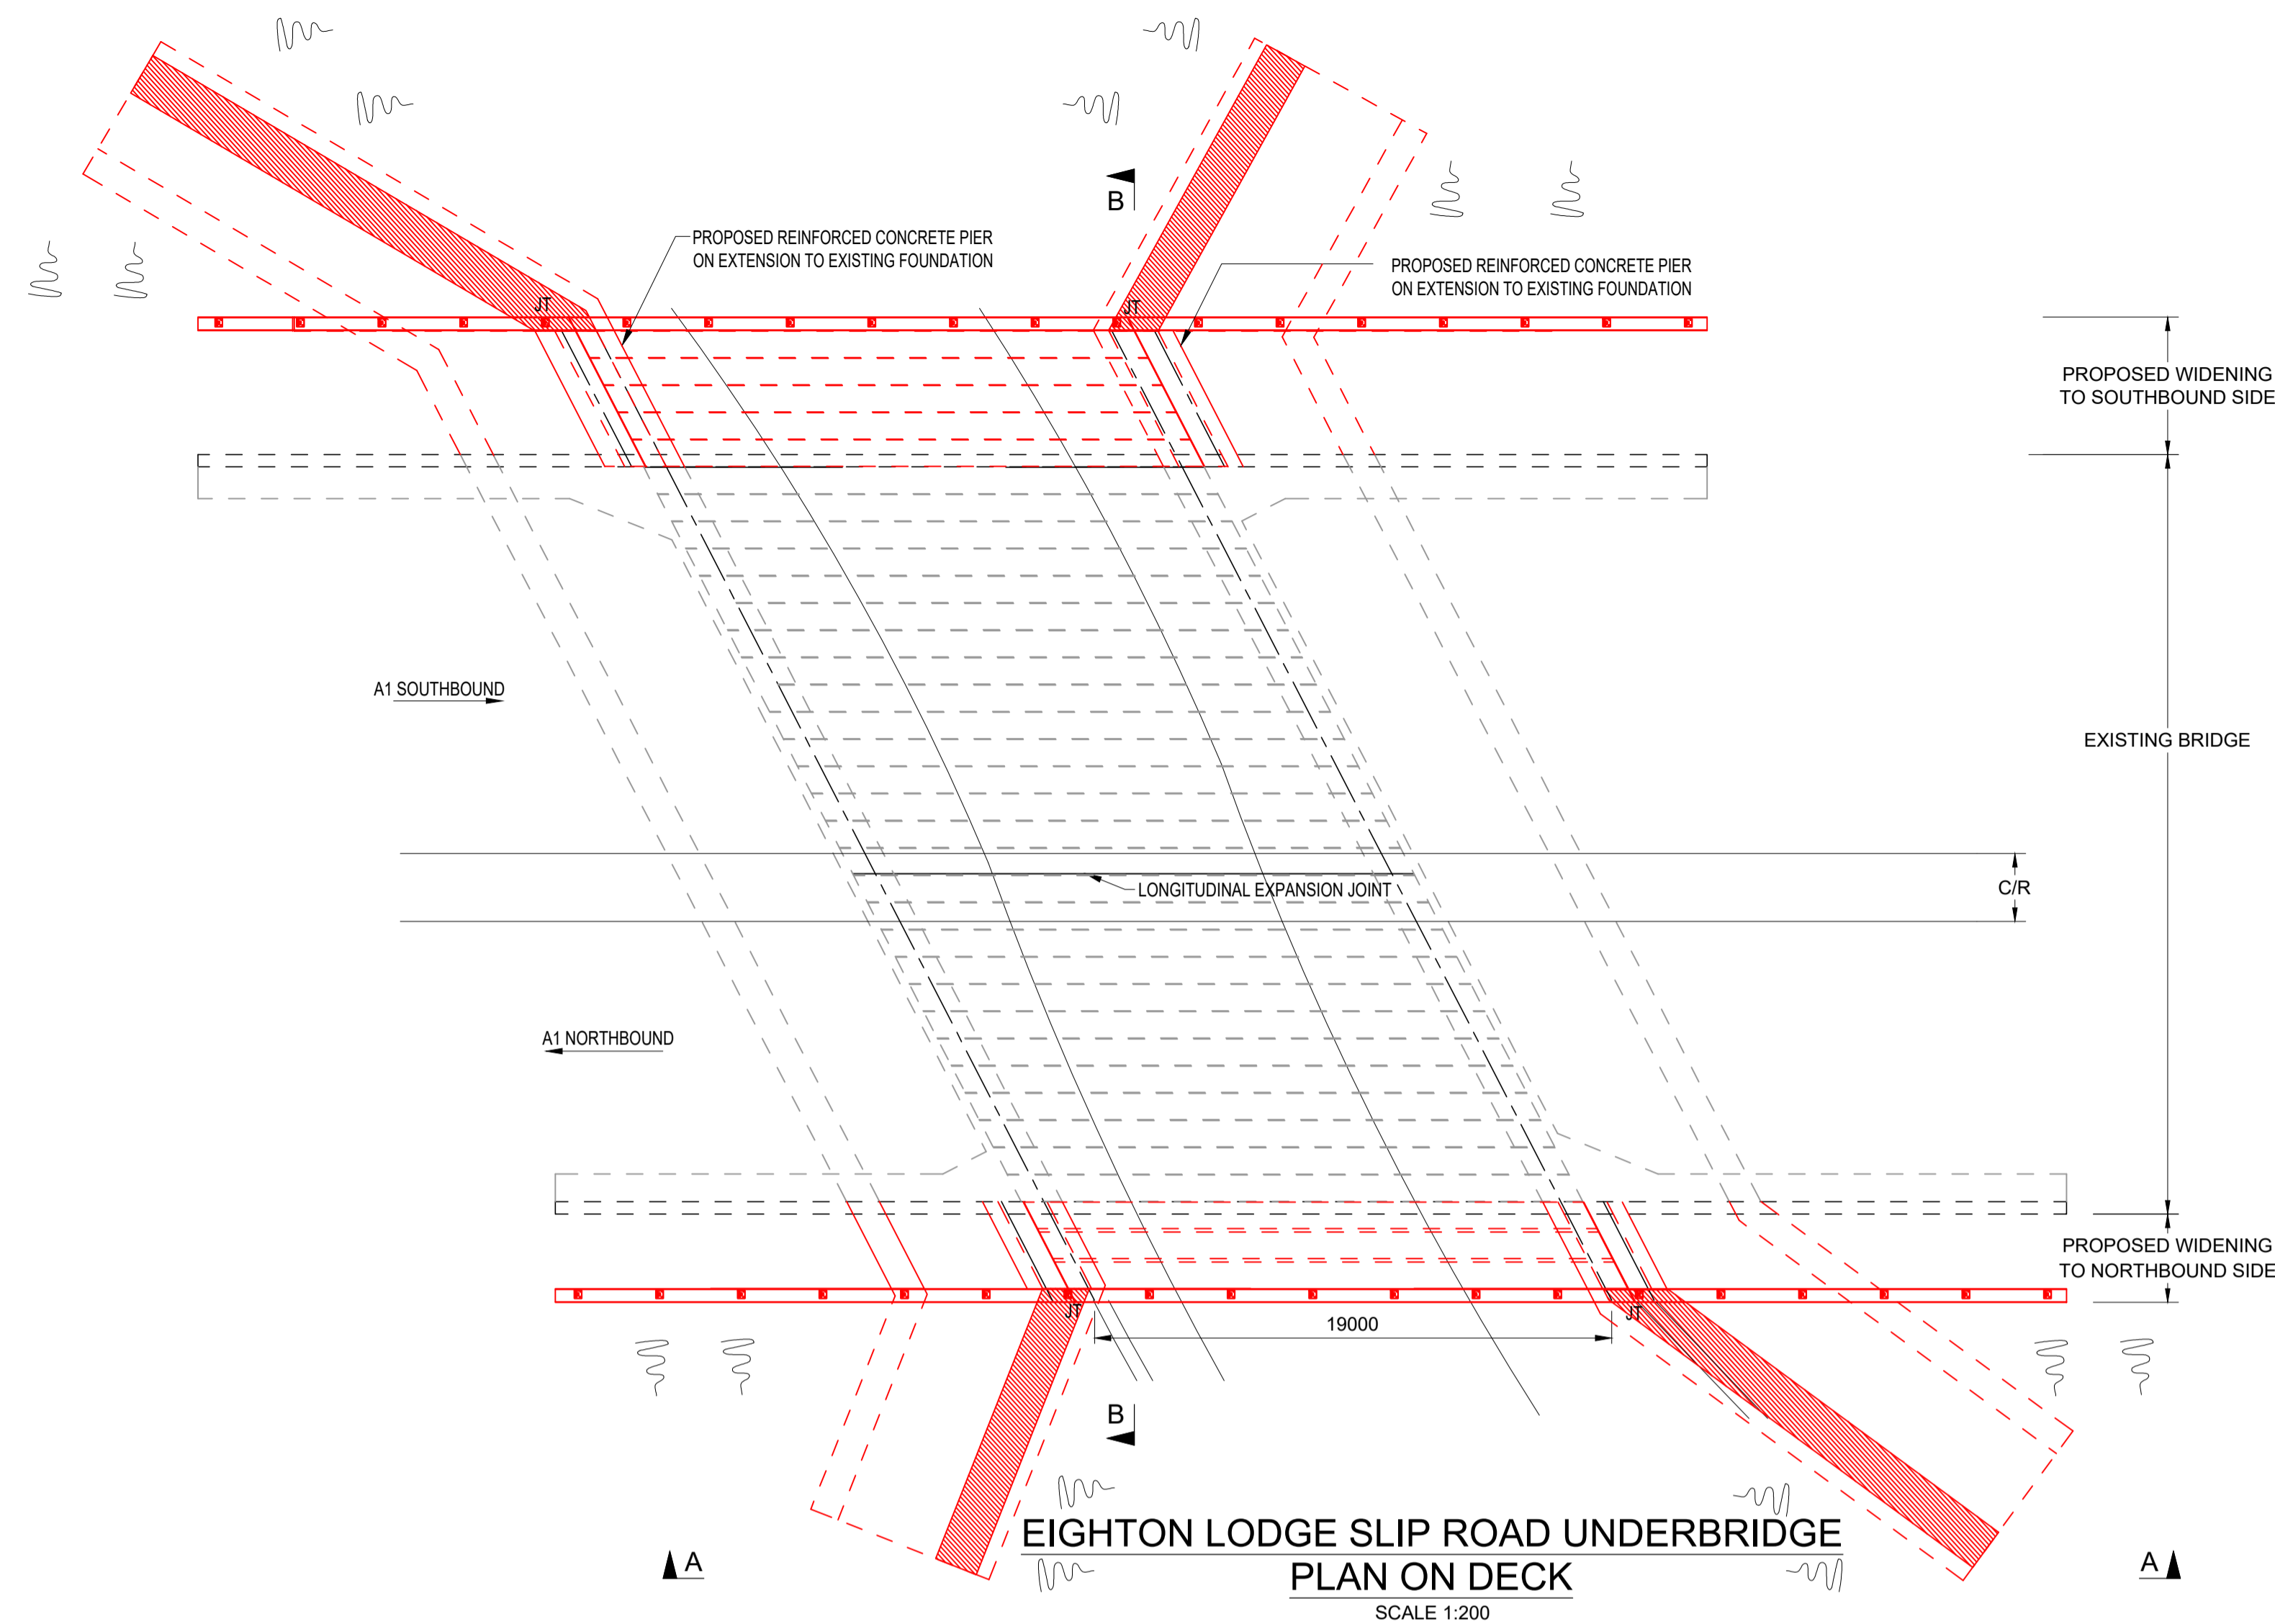 B
PROPOSED REINFORCED CONCRETE PIER
ON EXTENSION TO EXISTING FOUNDATION
PROPOSED REINFORCED CONCRETE PIER
ON EXTENSION TO EXISTING FOUNDATION
JT
JT
PROPOSED WIDENING
TO SOUTHBOUND SIDE
A1 SOUTHBOUND
EXISTING BRIDGE
LONGITUDINAL EXPANSION JOINT
C/R
A1 NORTHBOUND
PROPOSED WIDENING
TO NORTHBOUND SIDE
JT
JT
19000
B
EIGHTON LODGE SLIP ROAD UNDERBRIDGE
PLAN ON DECK
SCALE 1:200
A
A